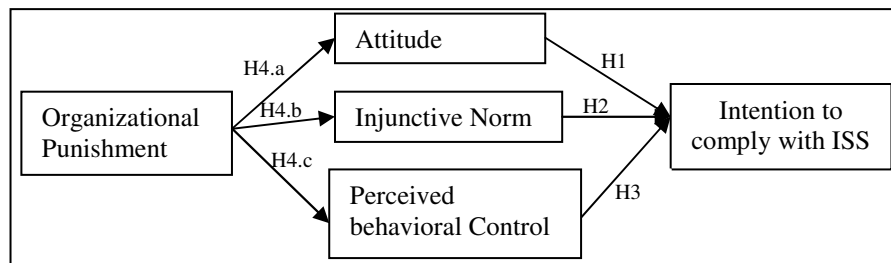 Attitude
H4.a
H1
Organizational
Punishment
H4.b
Injunctive Norm
H2
Intention to
comply with ISS
H4.c
Perceived
behavioral Control
H3